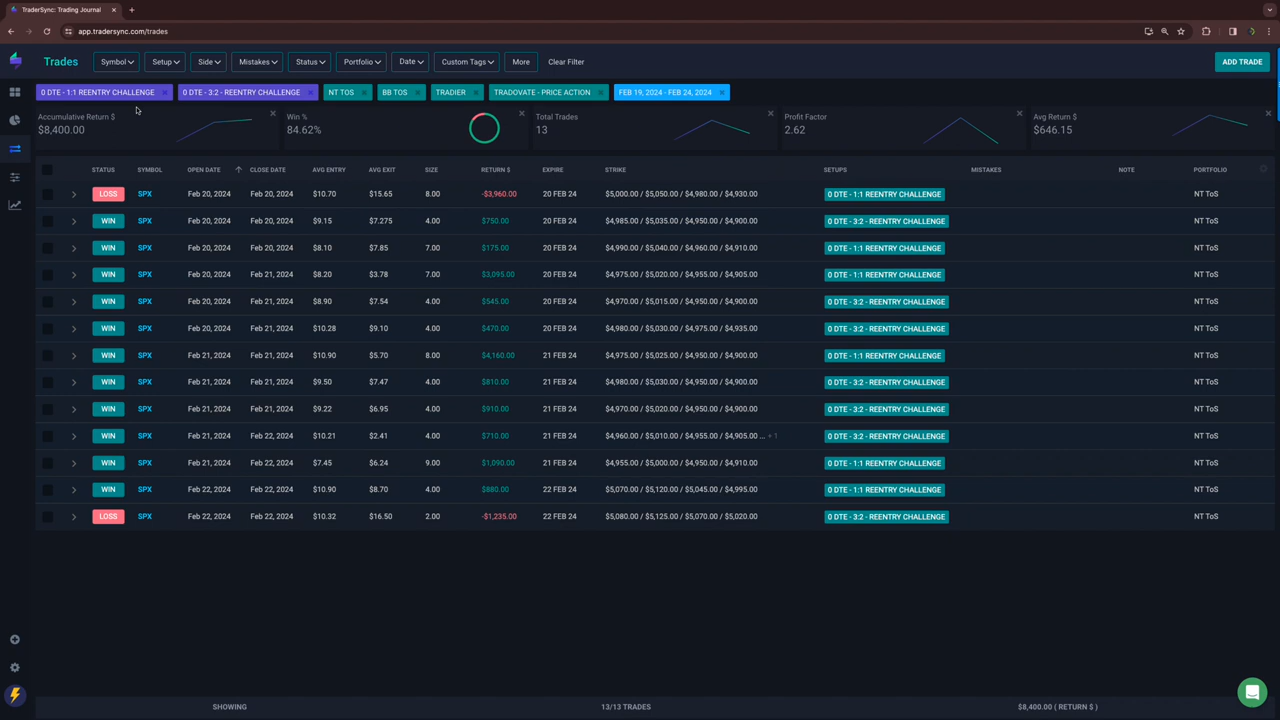 TraderSync: Trading Journal
app.tradersync.com/trades
Trades Symbol Setup Side Mistakes Status Portfolio Date Custom Tags More Clear Filter ADD TRADE
0 DTE - 1:1 REENTRY CHALLENGE × 0 DTE - 3:2 - REENTRY CHALLENGE × NT TOS × BB TOS × TRADIER × TRADOVATE - PRICE ACTION × FEB 19, 2024 - FEB 24, 2024 ×
Accumulative Return $ Win % Total Trades Profit Factor Avg Return $
$8,400.00 84.62% 13 2.62 $646.15
STATUS SYMBOL OPEN DATE CLOSE DATE AVG ENTRY AVG EXIT SIZE RETURN $ EXPIRE STRIKE SETUPS MISTAKES NOTE PORTFOLIO
LOSS SPX Feb 20, 2024 Feb 20, 2024 $10.70 $15.65 8.00 -$3,960.00 20 FEB 24 $5,000.00 / $5,050.00 / $4,980.00 / $4,930.00 0 DTE - 1:1 REENTRY CHALLENGE NT ToS
WIN SPX Feb 20, 2024 Feb 20, 2024 $9.15 $7.275 4.00 $750.00 20 FEB 24 $4,985.00 / $5,035.00 / $4,950.00 / $4,900.00 0 DTE - 3:2 - REENTRY CHALLENGE NT ToS
WIN SPX Feb 20, 2024 Feb 20, 2024 $8.10 $7.85 7.00 $175.00 20 FEB 24 $4,990.00 / $5,040.00 / $4,960.00 / $4,910.00 0 DTE - 1:1 REENTRY CHALLENGE NT ToS
WIN SPX Feb 20, 2024 Feb 21, 2024 $8.20 $3.78 7.00 $3,095.00 20 FEB 24 $4,975.00 / $5,020.00 / $4,955.00 / $4,905.00 0 DTE - 1:1 REENTRY CHALLENGE NT ToS
WIN SPX Feb 20, 2024 Feb 21, 2024 $8.90 $7.54 4.00 $545.00 20 FEB 24 $4,970.00 / $5,015.00 / $4,950.00 / $4,900.00 0 DTE - 3:2 - REENTRY CHALLENGE NT ToS
WIN SPX Feb 20, 2024 Feb 21, 2024 $10.28 $9.10 4.00 $470.00 20 FEB 24 $4,980.00 / $5,030.00 / $4,975.00 / $4,935.00 0 DTE - 3:2 - REENTRY CHALLENGE NT ToS
WIN SPX Feb 21, 2024 Feb 21, 2024 $10.90 $5.70 8.00 $4,160.00 21 FEB 24 $4,975.00 / $5,025.00 / $4,950.00 / $4,900.00 0 DTE - 1:1 REENTRY CHALLENGE NT ToS
WIN SPX Feb 21, 2024 Feb 21, 2024 $9.50 $7.47 4.00 $810.00 21 FEB 24 $4,980.00 / $5,030.00 / $4,950.00 / $4,900.00 0 DTE - 3:2 - REENTRY CHALLENGE NT ToS
WIN SPX Feb 21, 2024 Feb 21, 2024 $9.22 $6.95 4.00 $910.00 21 FEB 24 $4,970.00 / $5,020.00 / $4,950.00 / $4,900.00 0 DTE - 3:2 - REENTRY CHALLENGE NT ToS
WIN SPX Feb 21, 2024 Feb 22, 2024 $10.21 $2.41 4.00 $710.00 21 FEB 24 $4,960.00 / $5,010.00 / $4,955.00 / $4,905.00 ... + 1 0 DTE - 3:2 - REENTRY CHALLENGE NT ToS
WIN SPX Feb 21, 2024 Feb 22, 2024 $7.45 $6.24 9.00 $1,090.00 21 FEB 24 $4,955.00 / $5,000.00 / $4,950.00 / $4,910.00 0 DTE - 1:1 REENTRY CHALLENGE NT ToS
WIN SPX Feb 22, 2024 Feb 22, 2024 $10.90 $8.70 4.00 $880.00 22 FEB 24 $5,070.00 / $5,120.00 / $5,045.00 / $4,995.00 0 DTE - 1:1 REENTRY CHALLENGE NT ToS
LOSS SPX Feb 22, 2024 Feb 22, 2024 $10.32 $16.50 2.00 -$1,235.00 22 FEB 24 $5,080.00 / $5,125.00 / $5,070.00 / $5,020.00 0 DTE - 3:2 - REENTRY CHALLENGE NT ToS
SHOWING 13/13 TRADES $8,400.00 ( RETURN $ )